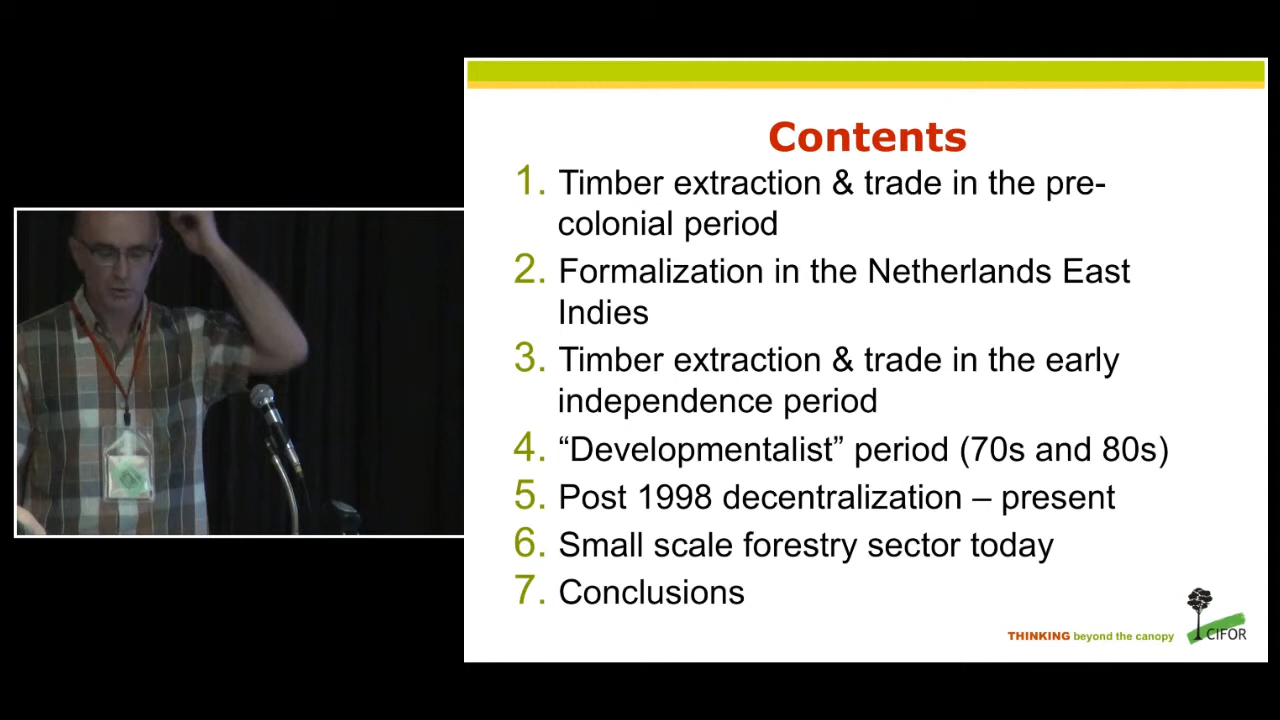 Contents
1. Timber extraction & trade in the pre-
colonial period
2. Formalization in the Netherlands East
Indies
3. Timber extraction & trade in the early
independence period
4. “Developmentalist” period (70s and 80s)
5. Post 1998 decentralization – present
6. Small scale forestry sector today
7. Conclusions
THINKING beyond the canopy
CIFOR